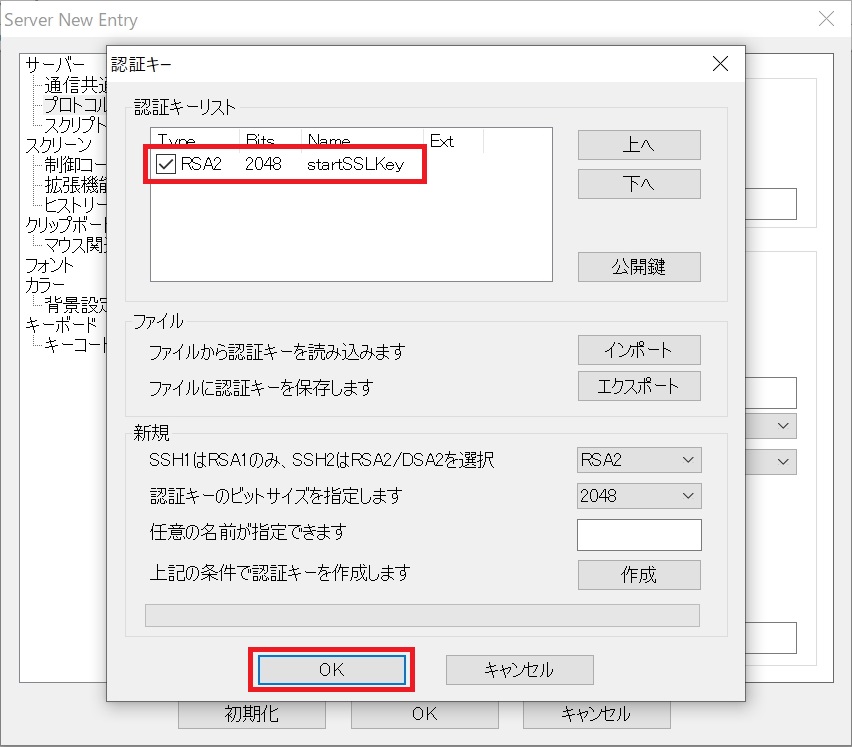 Server New Entry
サーバー
通信共通
プロトコル
スクリプト
スクリーン
制御コー
拡張機能
ヒストリー
クリップボード
マウス関
フォント
カラー
背景設定
キーボード
キーコード
認証キー
認証キーリスト
Type Bits Name Ext
RSA2 2048 startSSLKey
上へ
下へ
公開鍵
ファイル
ファイルから認証キーを読み込みます インポート
ファイルに認証キーを保存します エクスポート
新規
SSH1はRSA1のみ、SSH2はRSA2/DSA2を選択 RSA2
認証キーのビットサイズを指定します 2048
任意の名前が指定できます
上記の条件で認証キーを作成します 作成
OK キャンセル
初期化 OK キャンセル